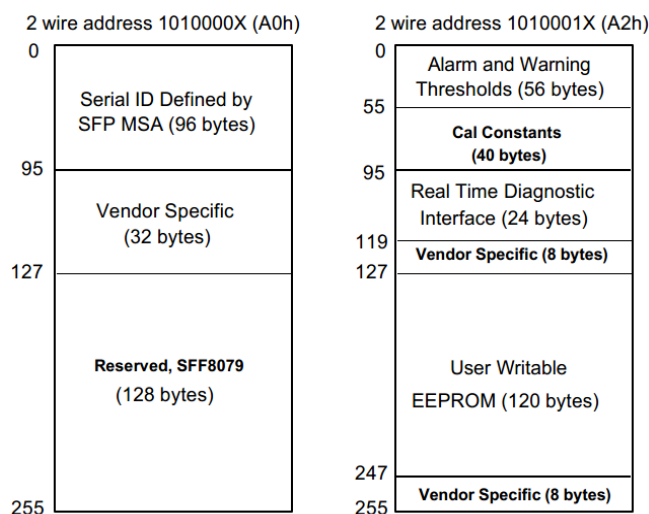 2 wire address 1010000X (A0h)
0
Serial ID Defined by
SFP MSA (96 bytes)
95
Vendor Specific
(32 bytes)
127
Reserved, SFF8079
(128 bytes)
255
2 wire address 1010001X (A2h)
0
Alarm and Warning
Thresholds (56 bytes)
55
Cal Constants
(40 bytes)
95
Real Time Diagnostic
Interface (24 bytes)
119
Vendor Specific (8 bytes)
127
User Writable
EEPROM (120 bytes)
247
Vendor Specific (8 bytes)
255